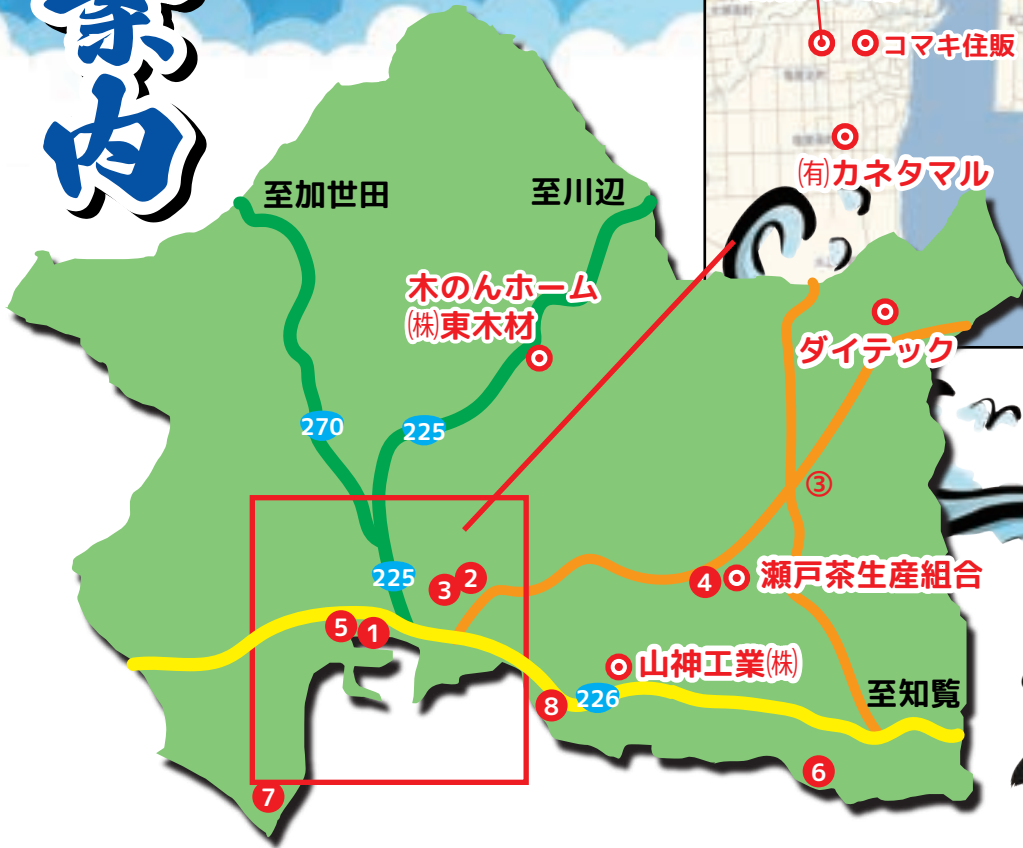 案内
コマキ住販
㈲カネタマル
至加世田
至川辺
木のんホーム
㈱東木材
ダイテック
270
225
③
225
3
2
4
瀬戸茶生産組合
5
1
山神工業㈱
8
226
至知覧
6
7